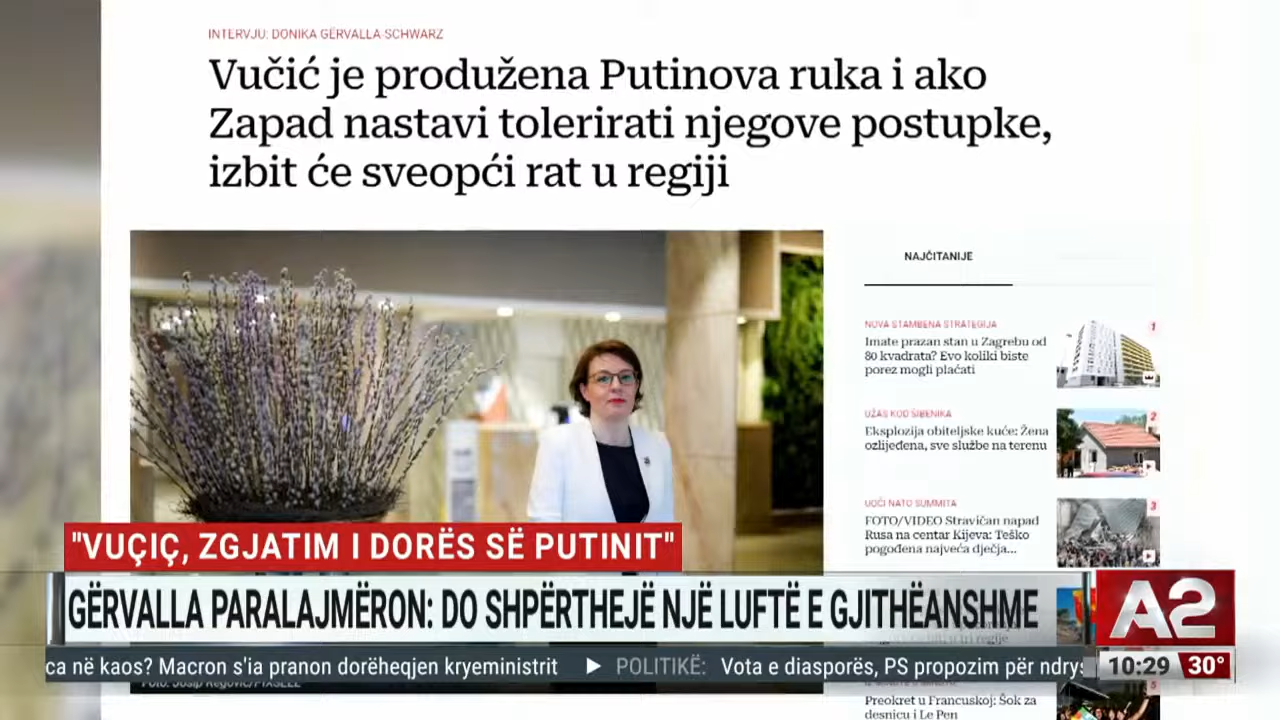 INTERVJU: DONIKA GËRVALLA SCHWARZ
Vučić je produžena Putinova ruka i ako
Zapad nastavi tolerirati njegove postupke,
izbit će sveopći rat u regiji
NAJČITANIJE
NOVA STAMBENA STRATEGIJA
Imate prazan stan u Zagrebu od
80 kvadrata? Evo koliki biste
porez mogli plaćati
1
UŽAS KOD ŠIBENIKA
Eksplozija obiteljske kuće: Žena
ozlijeđena, sve službe na terenu
2
UOČI NATO SUMMITA
FOTO/VIDEO Stravičan napad
Rusa na centar Kijeva: Teško
pogođena najveća dječja...
3
"VUÇIÇ, ZGJATIM I DORËS SË PUTINIT"
GËRVALLA PARALAJMËRON: DO SHPËRTHEJË NJË LUFTË E GJITHËANSHME
A2
ca në kaos? Macron s'ia pranon dorëheqjen kryeministrit ▶ POLITIKË: Vota e diasporës, PS propozim për ndrys
10:29 30°
5
Preokret u Francuskoj: Šok za
desnicu i Le Pen